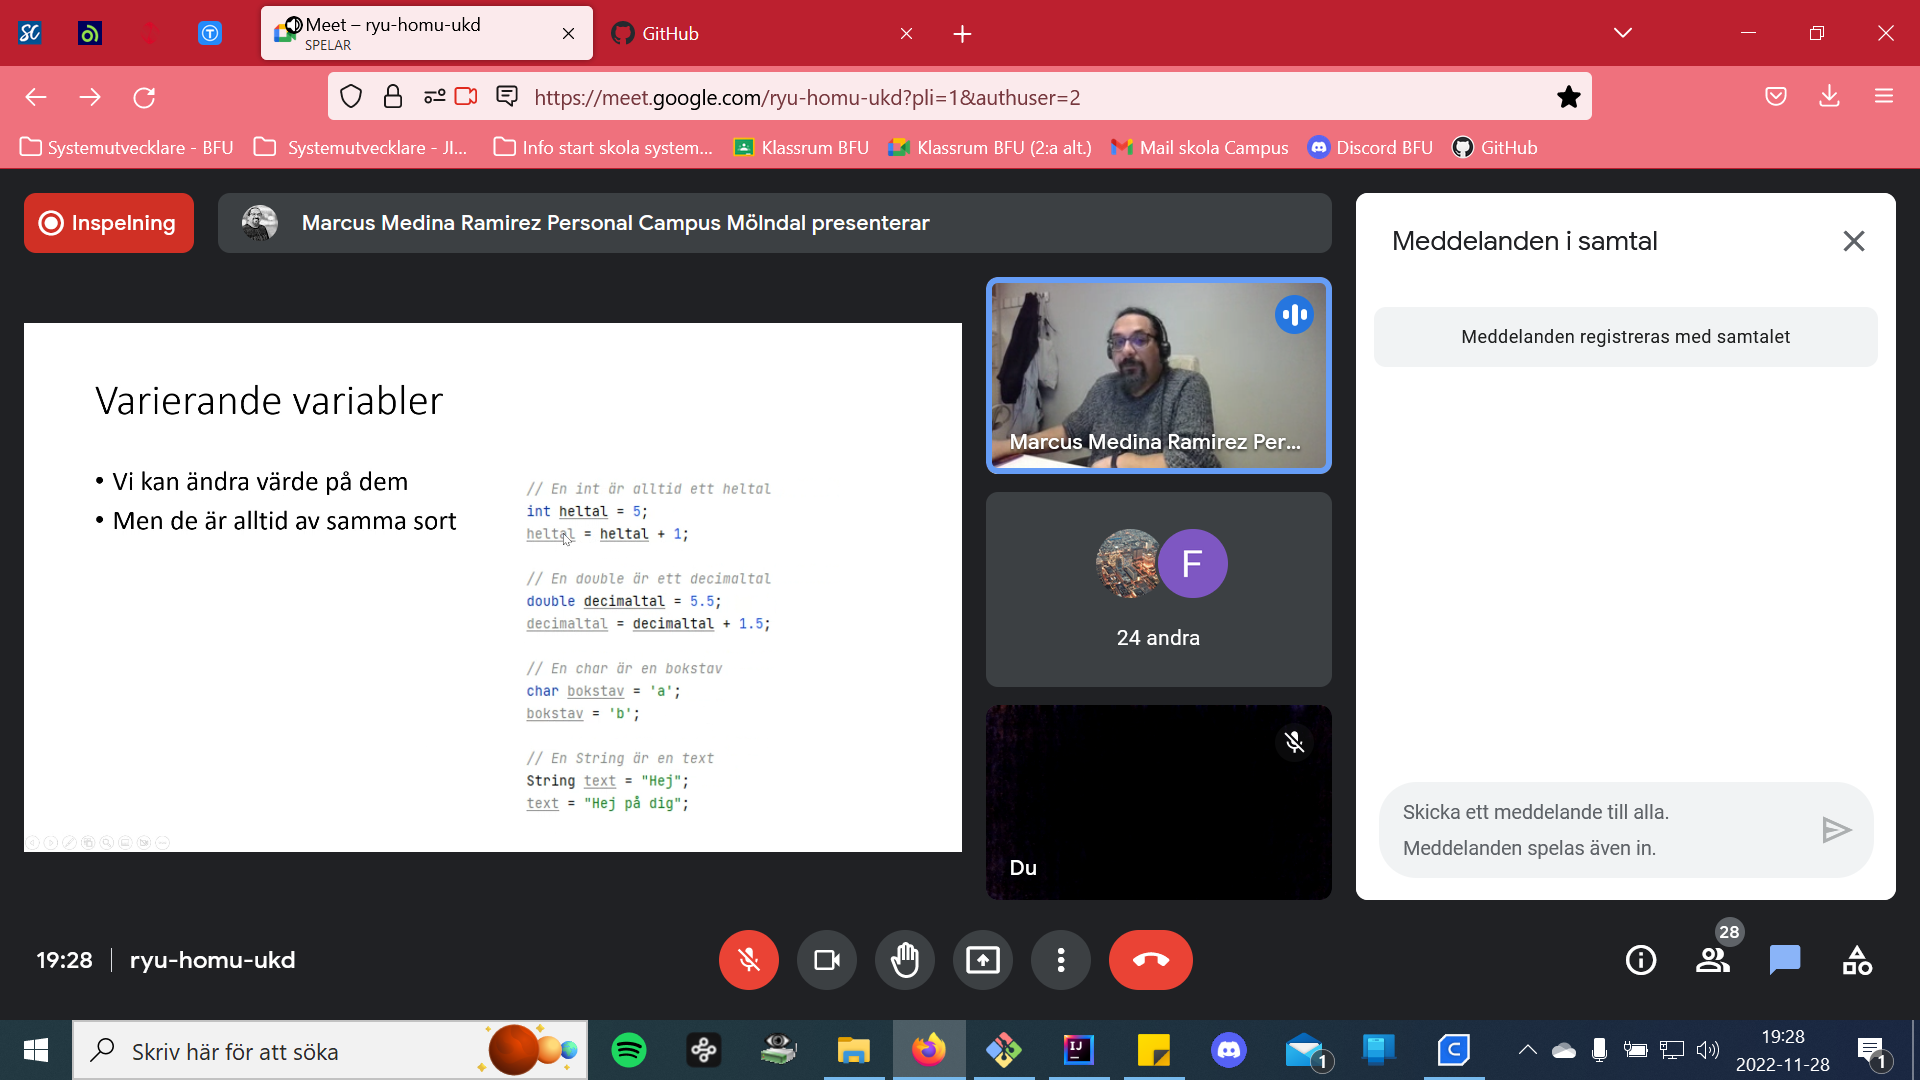 Meet – ryu-homu-ukd
SPELAR
GitHub
https://meet.google.com/ryu-homu-ukd?pli=1&authuser=2
Systemutvecklare - BFU
Systemutvecklare - JI...
Info start skola system...
Klassrum BFU
Klassrum BFU (2:a alt.)
Mail skola Campus
Discord BFU
GitHub
Inspelning
Marcus Medina Ramirez Personal Campus Mölndal presenterar
Varierande variabler
• Vi kan ändra värde på dem
• Men de är alltid av samma sort
// En int är alltid ett heltal
int heltal = 5;
heltal = heltal + 1;
// En double är ett decimaltal
double decimaltal = 5.5;
decimaltal = decimaltal + 1.5;
// En char är en bokstav
char bokstav = 'a';
bokstav = 'b';
// En String är en text
String text = "Hej";
text = "Hej på dig";
Marcus Medina Ramirez Per...
F
24 andra
Du
Meddelanden i samtal
Meddelanden registreras med samtalet
Skicka ett meddelande till alla.
Meddelanden spelas även in.
19:28
ryu-homu-ukd
28
Skriv här för att söka
IJ
1
19:28
2022-11-28
1